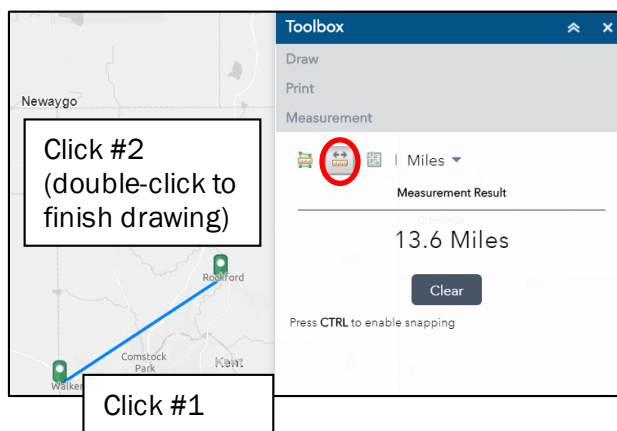 Toolbox
Draw
Print
Measurement
Newaygo
Click #2
(double-click to
finish drawing)
Miles
Measurement Result
13.6 Miles
Clear
Press CTRL to enable snapping
Rockford
Comstock
Park
Kent
Walker
Click #1